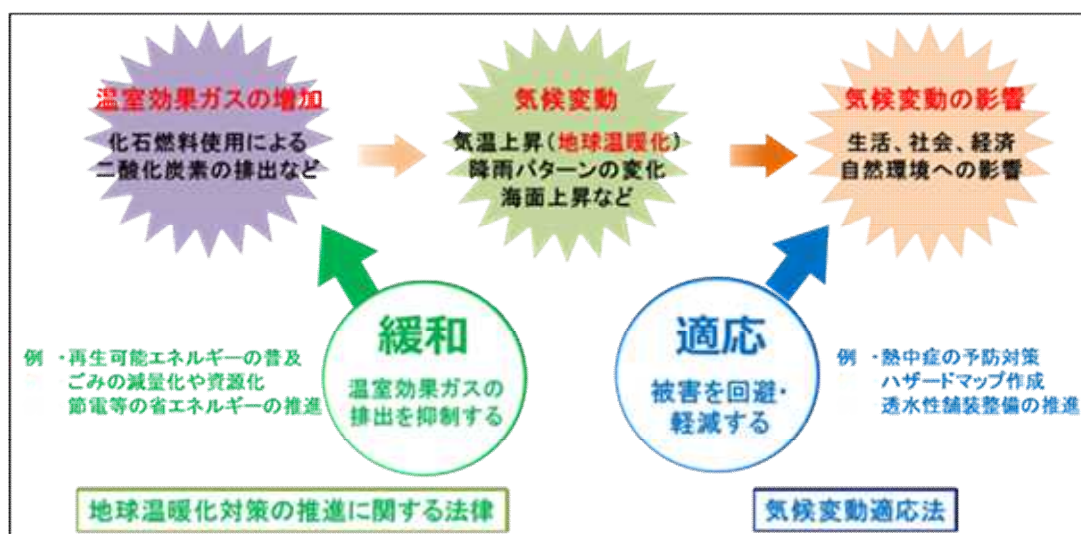 温室効果ガスの増加
化石燃料使用による
二酸化炭素の排出など
気候変動
気温上昇(地球温暖化)
降雨パターンの変化
海面上昇など
気候変動の影響
生活、社会、経済
自然環境への影響
緩和
温室効果ガスの
排出を抑制する
例 ・再生可能エネルギーの普及
ごみの減量化や資源化
節電等の省エネルギーの推進
適応
被害を回避・
軽減する
例 ・熱中症の予防対策
ハザードマップ作成
透水性舗装整備の推進
地球温暖化対策の推進に関する法律
気候変動適応法